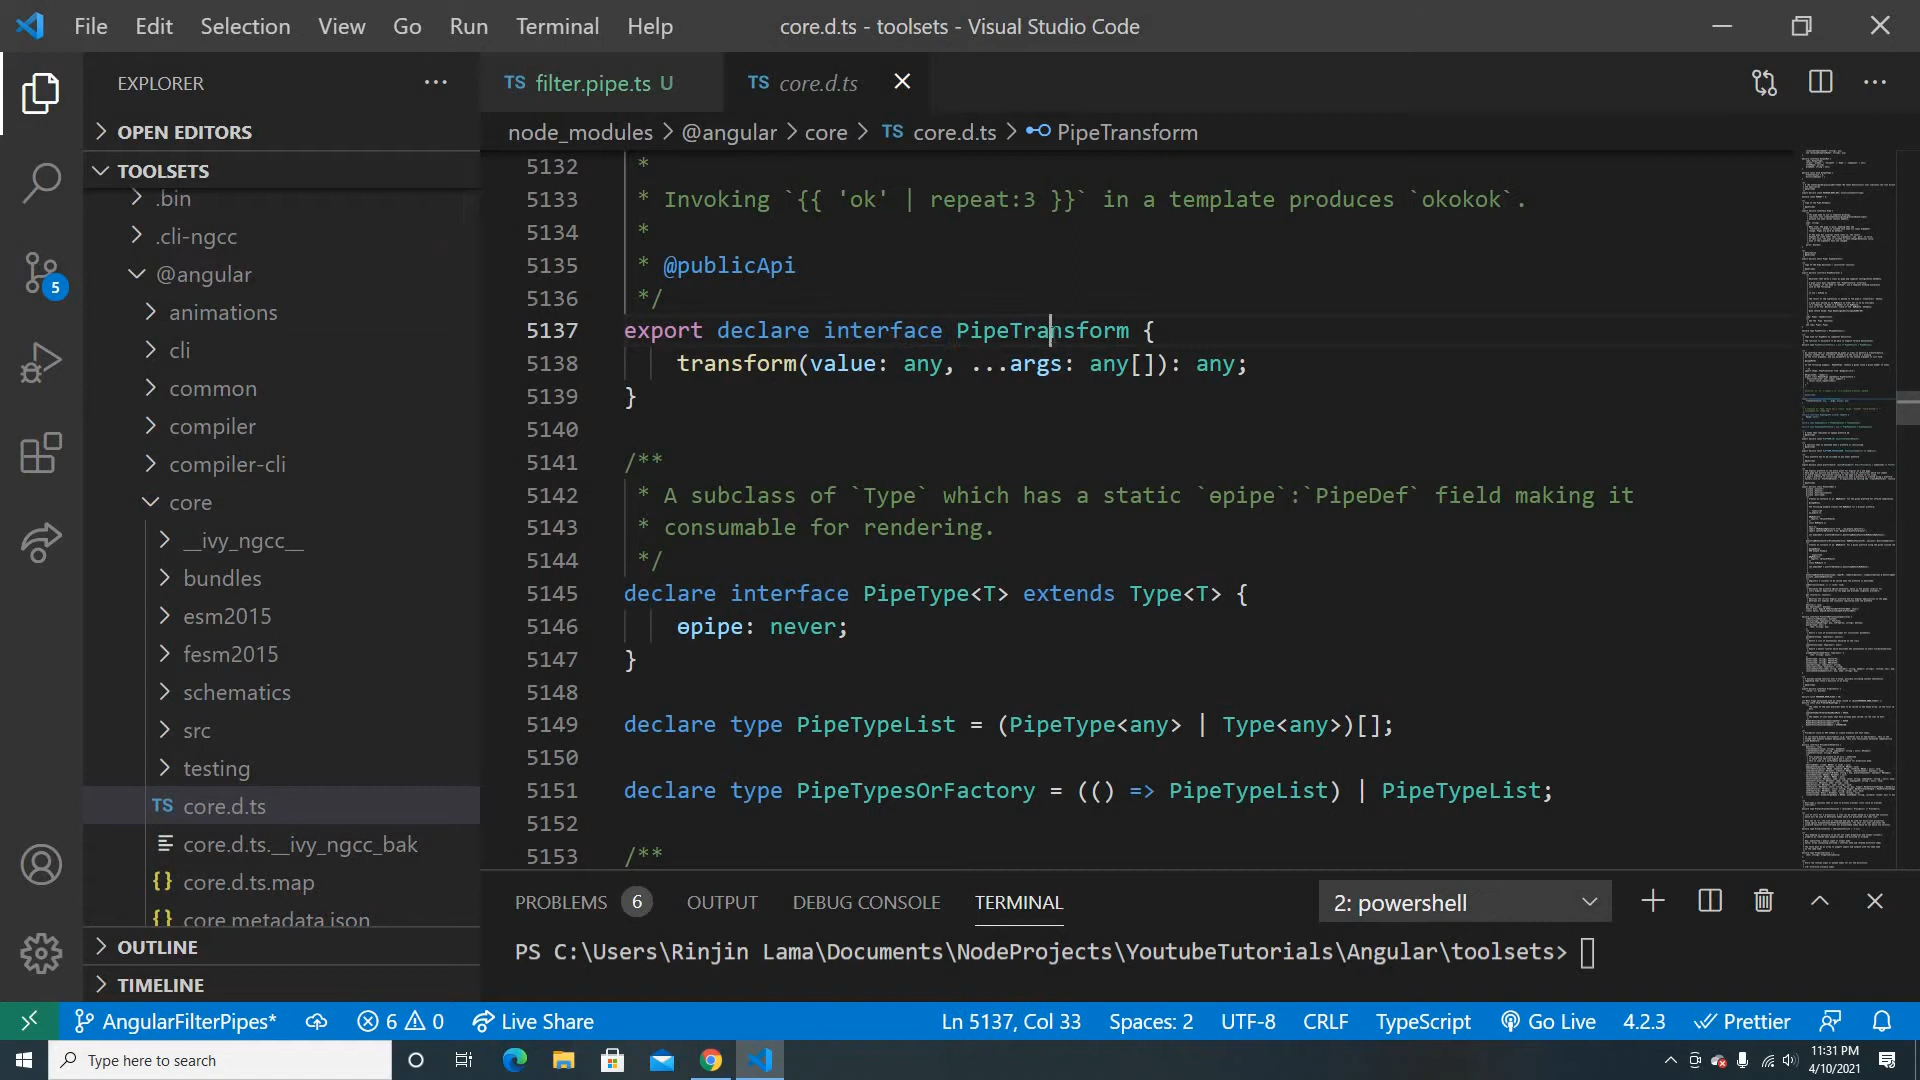 File Edit Selection View Go Run Terminal Help
core.d.ts - toolsets - Visual Studio Code
EXPLORER
OPEN EDITORS
TOOLSETS
.bin
.cli-ngcc
@angular
animations
cli
common
compiler
compiler-cli
core
__ivy_ngcc__
bundles
esm2015
fesm2015
schematics
src
testing
TS core.d.ts
core.d.ts.__ivy_ngcc_bak
{} core.d.ts.map
{} core.metadata.json
OUTLINE
TIMELINE
5
TS filter.pipe.ts U
TS core.d.ts
node_modules > @angular > core > TS core.d.ts > PipeTransform
5132 *
5133 * Invoking `{{ 'ok' | repeat:3 }}` in a template produces `okokok`.
5134 *
5135 * @publicApi
5136 */
5137 export declare interface PipeTransform {
5138 transform(value: any, ...args: any[]): any;
5139 }
5140
5141 /**
5142 * A subclass of `Type` which has a static `ɵpipe`:`PipeDef` field making it
5143 * consumable for rendering.
5144 */
5145 declare interface PipeType<T> extends Type<T> {
5146 ɵpipe: never;
5147 }
5148
5149 declare type PipeTypeList = (PipeType<any> | Type<any>)[];
5150
5151 declare type PipeTypesOrFactory = (() => PipeTypeList) | PipeTypeList;
5152
5153 /**
PROBLEMS 6 OUTPUT DEBUG CONSOLE TERMINAL
2: powershell
PS C:\Users\Rinjin Lama\Documents\NodeProjects\YoutubeTutorials\Angular\toolsets>
AngularFilterPipes* 6 0 Live Share
Ln 5137, Col 33 Spaces: 2 UTF-8 CRLF TypeScript Go Live 4.2.3 Prettier
Type here to search
11:31 PM
4/10/2021